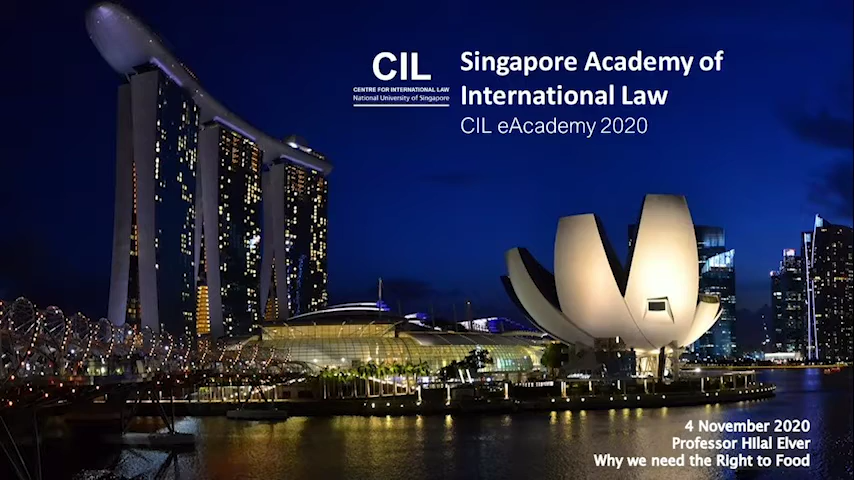 CIL
CENTRE FOR INTERNATIONAL LAW
National University of Singapore
Singapore Academy of
International Law
CIL eAcademy 2020
4 November 2020
Professor HIlal Elver
Why we need the Right to Food